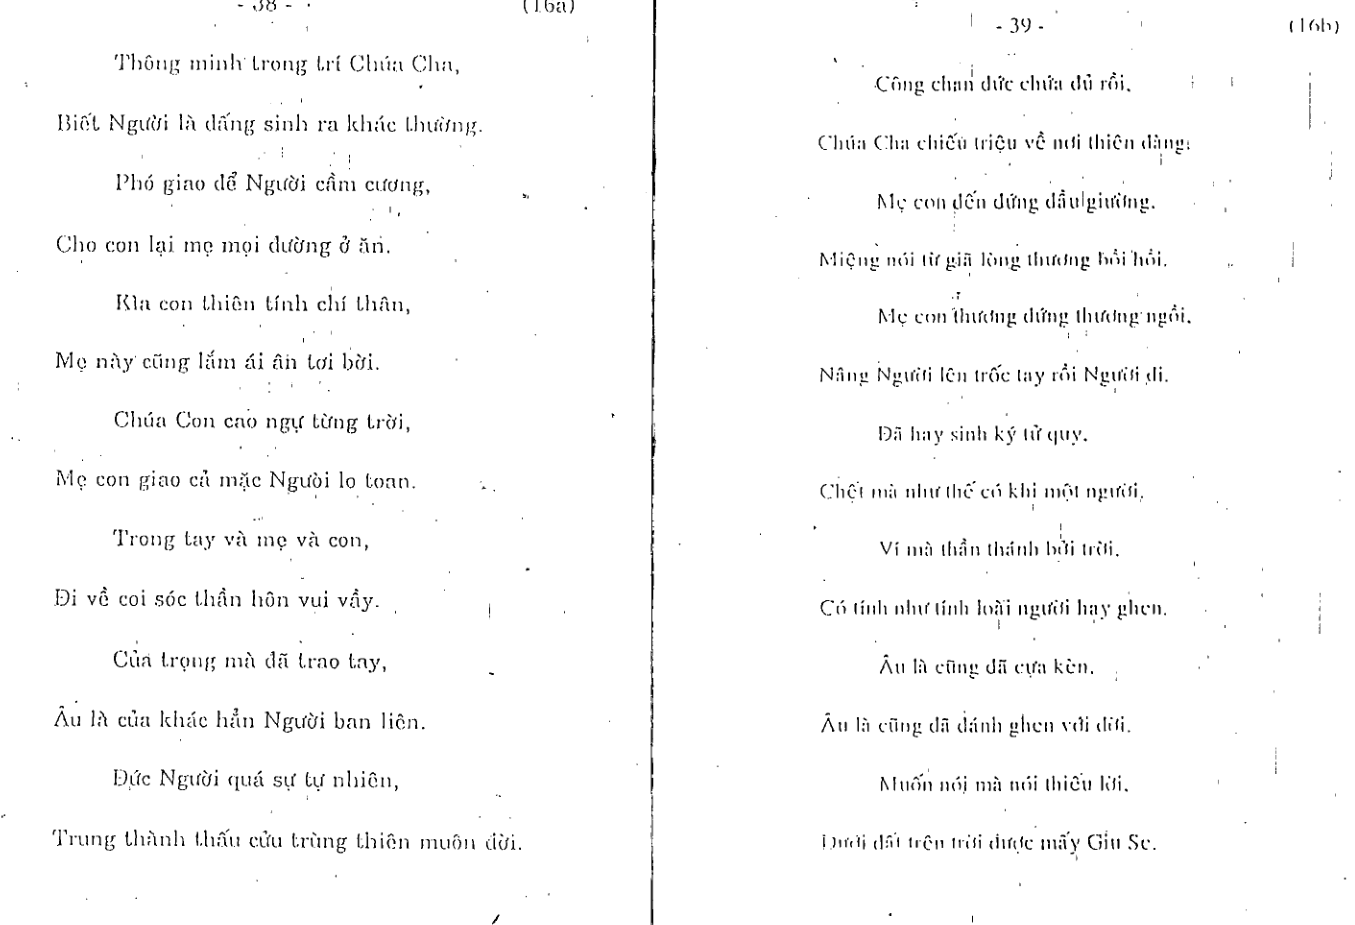 - 38 -
(16a)
Thông minh trong trí Chúa Cha,
Biết Người là dấng sinh ra khác thường.
Phó giao để Người cầm cương,
Cho con lại mẹ mọi dường ở ăn.
Kìa con thiên tính chí thân,
Mẹ này cũng lắm ái ân tơi bời.
Chúa Con cao ngự từng trời,
Mẹ con giao cả mặc Người lo toan.
Trong tay và mẹ và con,
Đi về coi sóc thần hôn vui vầy.
Của trọng mà dã trao tay,
Âu là của khác hẳn Người ban liên.
Đức Người quá sự tự nhiên,
Trung thành thấu cửu trùng thiên muôn đời.
- 39 -
(16b)
Công chan dức chứa dủ rồi,
Chúa Cha chiếu triệu về nơi thiên dàng.
Mẹ con dến dứng dầu giường,
Miệng nói từ giã lòng thương bồi hồi.
Mẹ con thương dứng thương ngồi,
Nâng Người lên trốc tay rồi Người di.
Đã hay sinh ký tử quy,
Chết mà như thế có khi một người,
Ví mà thần thánh bởi trời,
Có tính như tính loài người hay ghen.
Âu là cũng dã cựa kèn,
Âu là cũng dã dánh ghen với dời.
Muốn nói mà nói thiếu lời,
Dưới dất trên trời dược mấy Giu Se.